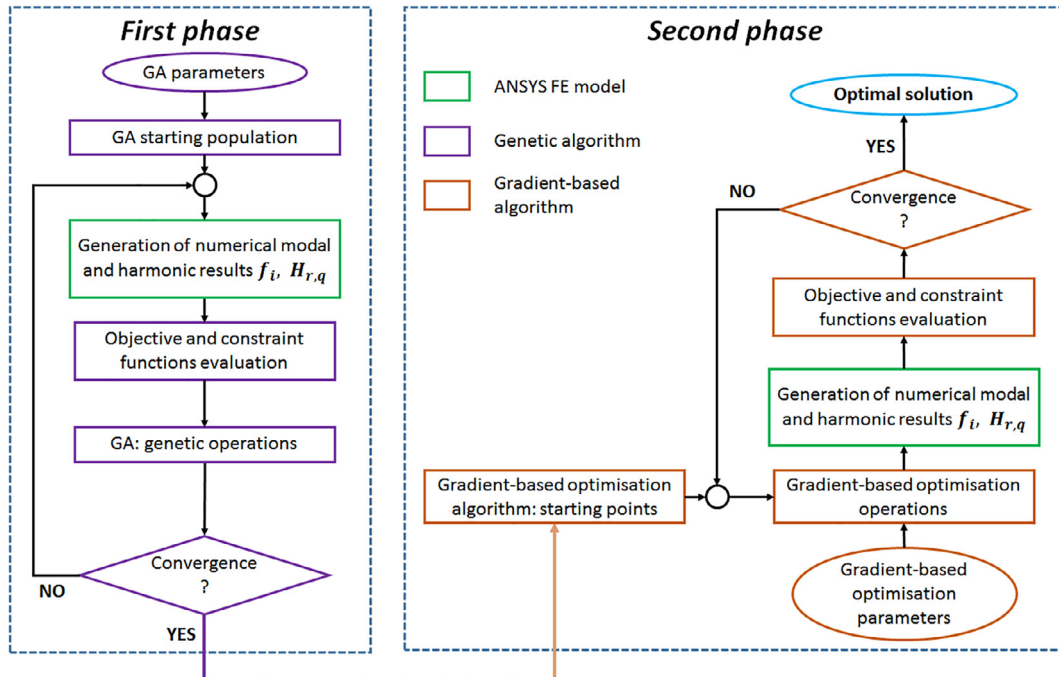 First phase
GA parameters
GA starting population
Generation of numerical modal
and harmonic results f_i, H_{r,q}
Objective and constraint
functions evaluation
GA: genetic operations
Convergence
?
NO
YES
Second phase
ANSYS FE model
Genetic algorithm
Gradient-based
algorithm
Optimal solution
YES
NO
Convergence
?
Objective and constraint
functions evaluation
Generation of numerical modal
and harmonic results f_i, H_{r,q}
Gradient-based optimisation
algorithm: starting points
Gradient-based optimisation
operations
Gradient-based
optimisation
parameters